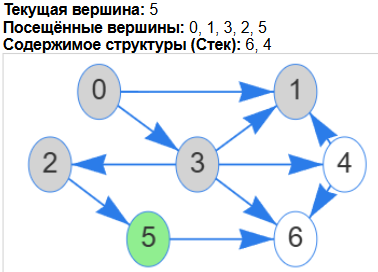 Текущая вершина: 5
Посещённые вершины: 0, 1, 3, 2, 5
Содержимое структуры (Стек): 6, 4
0
1
2
3
4
5
6